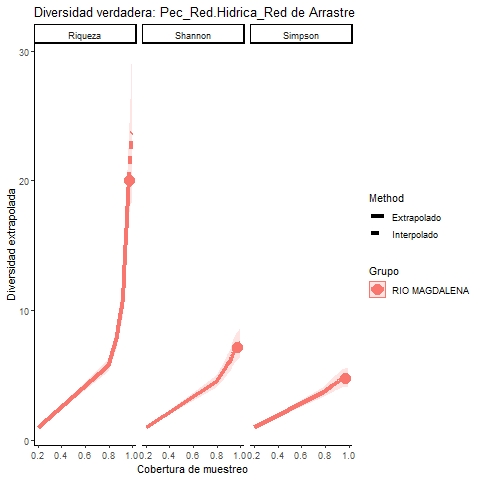 Diversidad verdadera: Pec_Red.Hidrica_Red de Arrastre
Riqueza Shannon Simpson
30
20
10
0
Diversidad extrapolada
0.2 0.4 0.6 0.8 1.0 0.2 0.4 0.6 0.8 1.0 0.2 0.4 0.6 0.8 1.0
Cobertura de muestreo
Method
Extrapolado
Interpolado
Grupo
RIO MAGDALENA